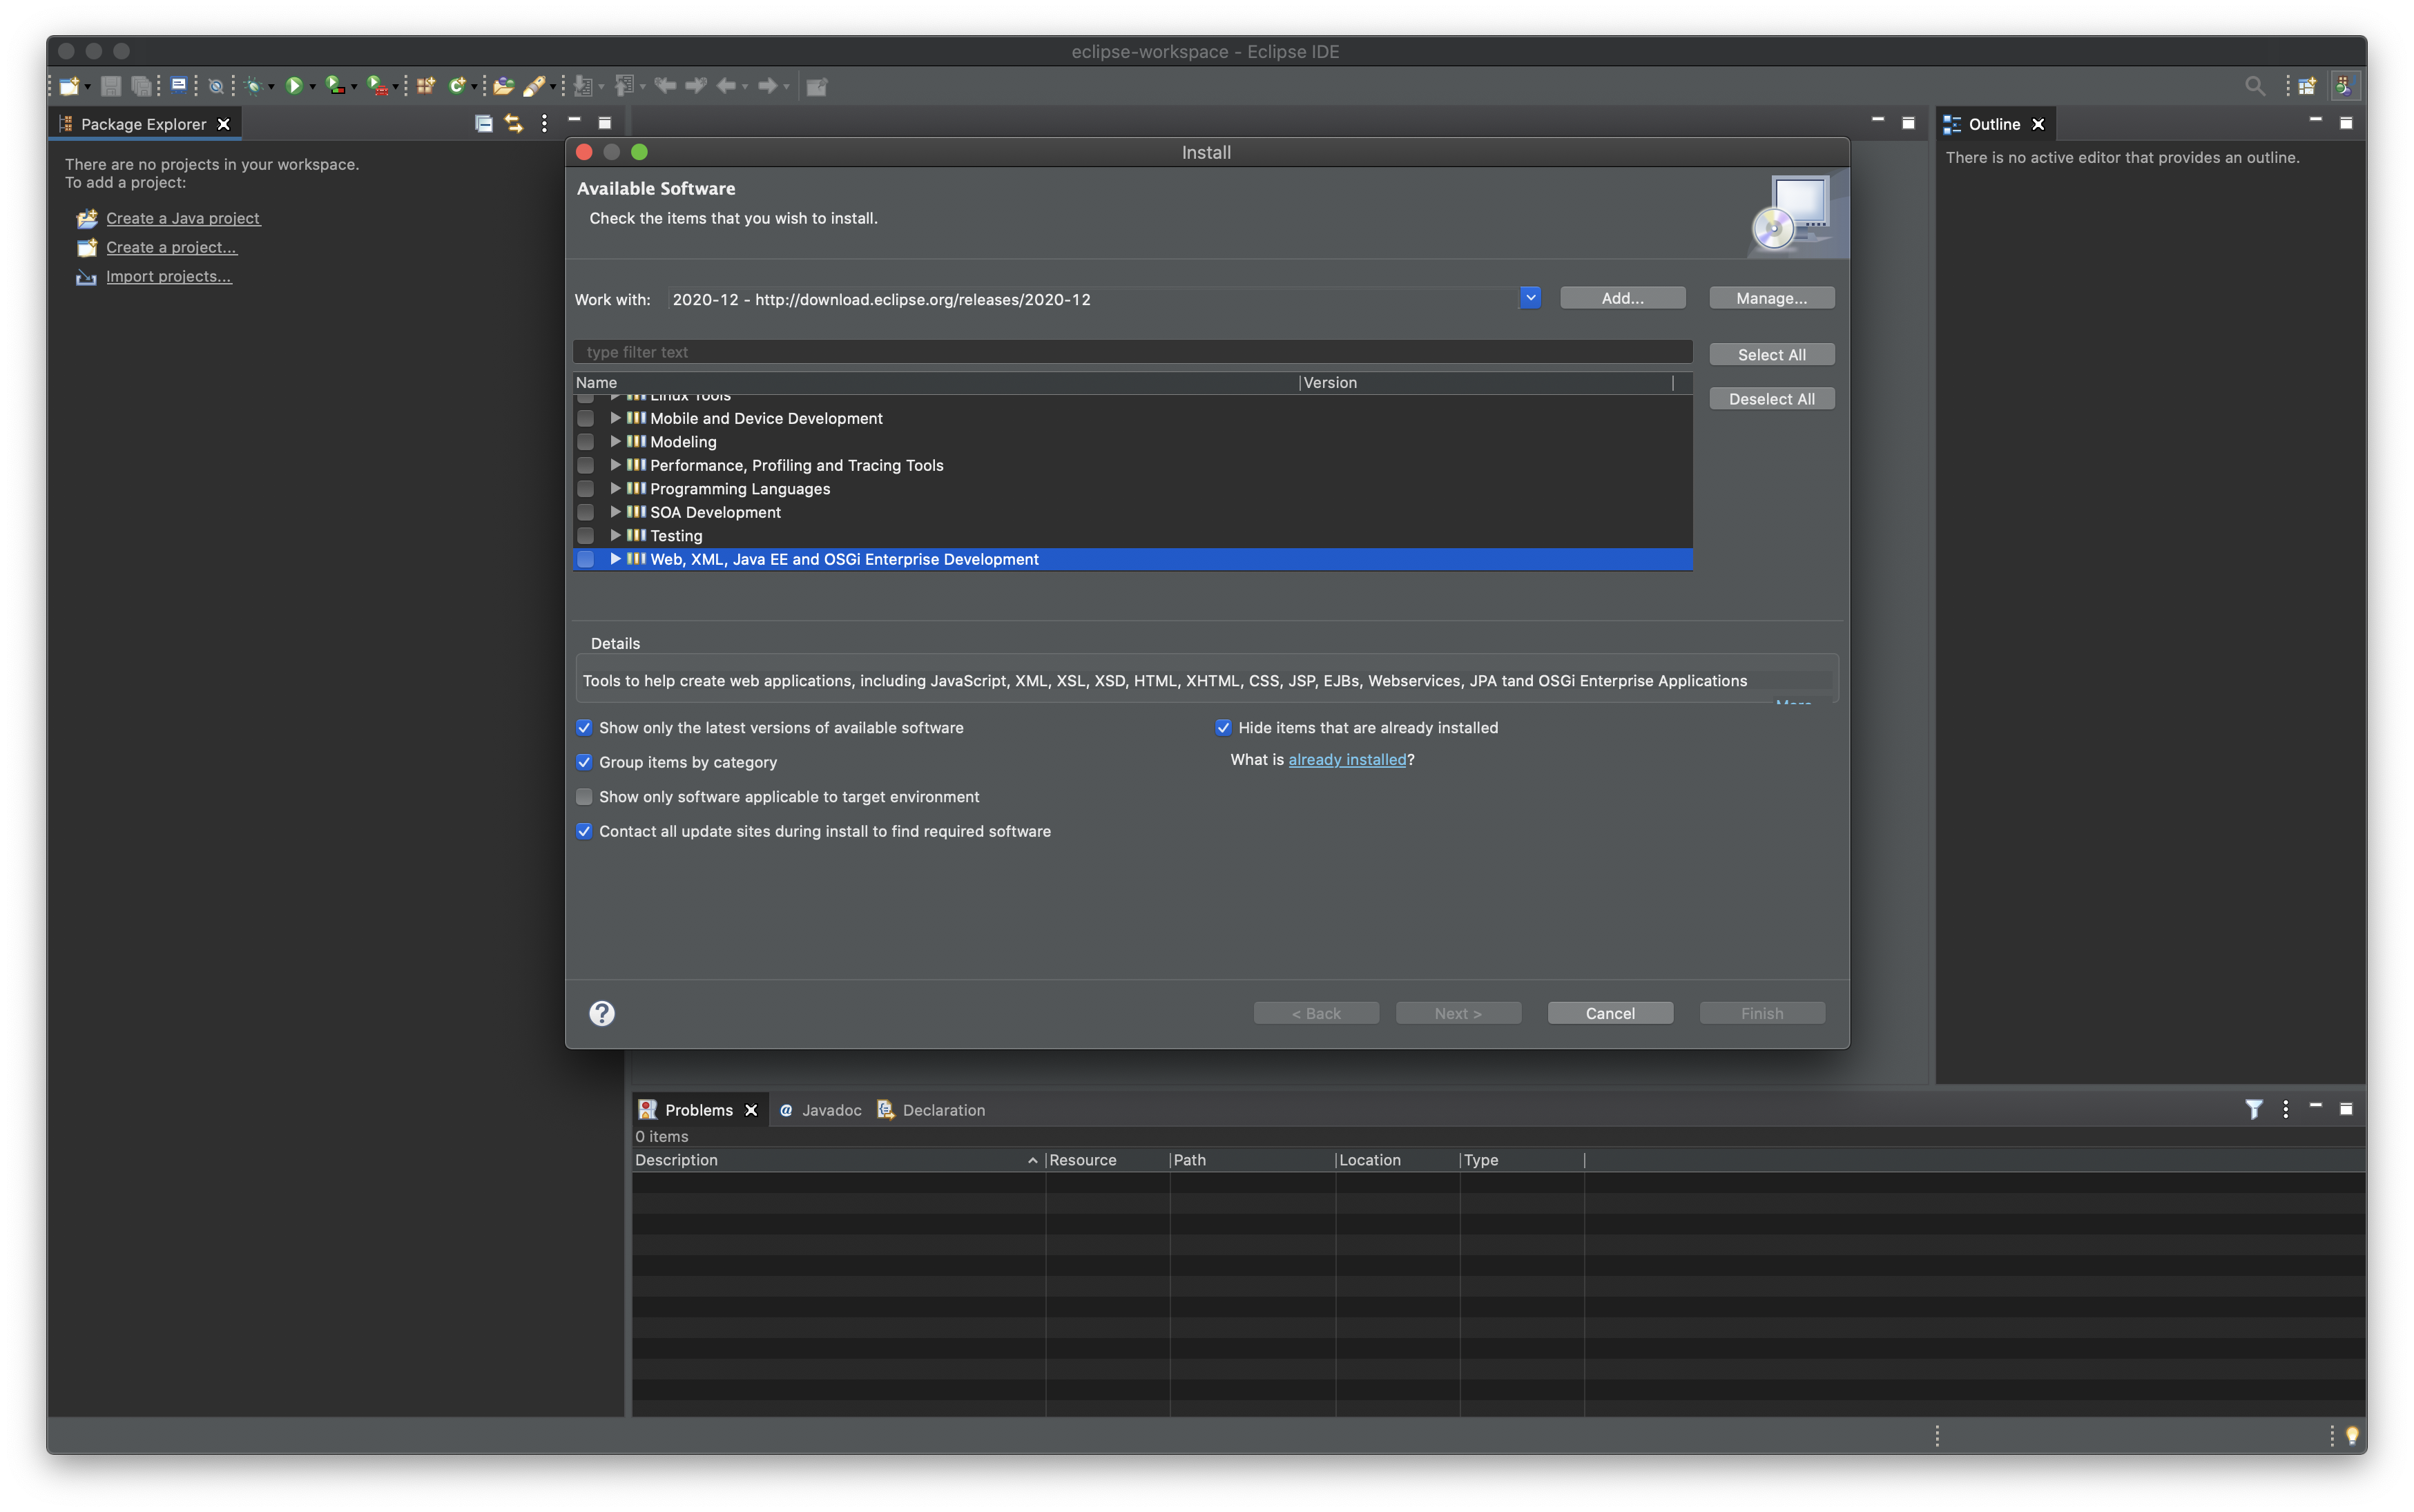 eclipse-workspace - Eclipse IDE
Package Explorer
There are no projects in your workspace.
To add a project:
Create a Java project
Create a project...
Import projects...
Outline
There is no active editor that provides an outline.
Install
Available Software
Check the items that you wish to install.
Work with: 2020-12 - http://download.eclipse.org/releases/2020-12 Add... Manage...
type filter text
Select All
Name Version
Deselect All
Linux Tools
Mobile and Device Development
Modeling
Performance, Profiling and Tracing Tools
Programming Languages
SOA Development
Testing
Web, XML, Java EE and OSGi Enterprise Development
Details
Tools to help create web applications, including JavaScript, XML, XSL, XSD, HTML, XHTML, CSS, JSP, EJBs, Webservices, JPA tand OSGi Enterprise Applications
Show only the latest versions of available software Hide items that are already installed
Group items by category What is already installed?
Show only software applicable to target environment
Contact all update sites during install to find required software
? < Back Next > Cancel Finish
Problems @ Javadoc Declaration
0 items
Description Resource Path Location Type